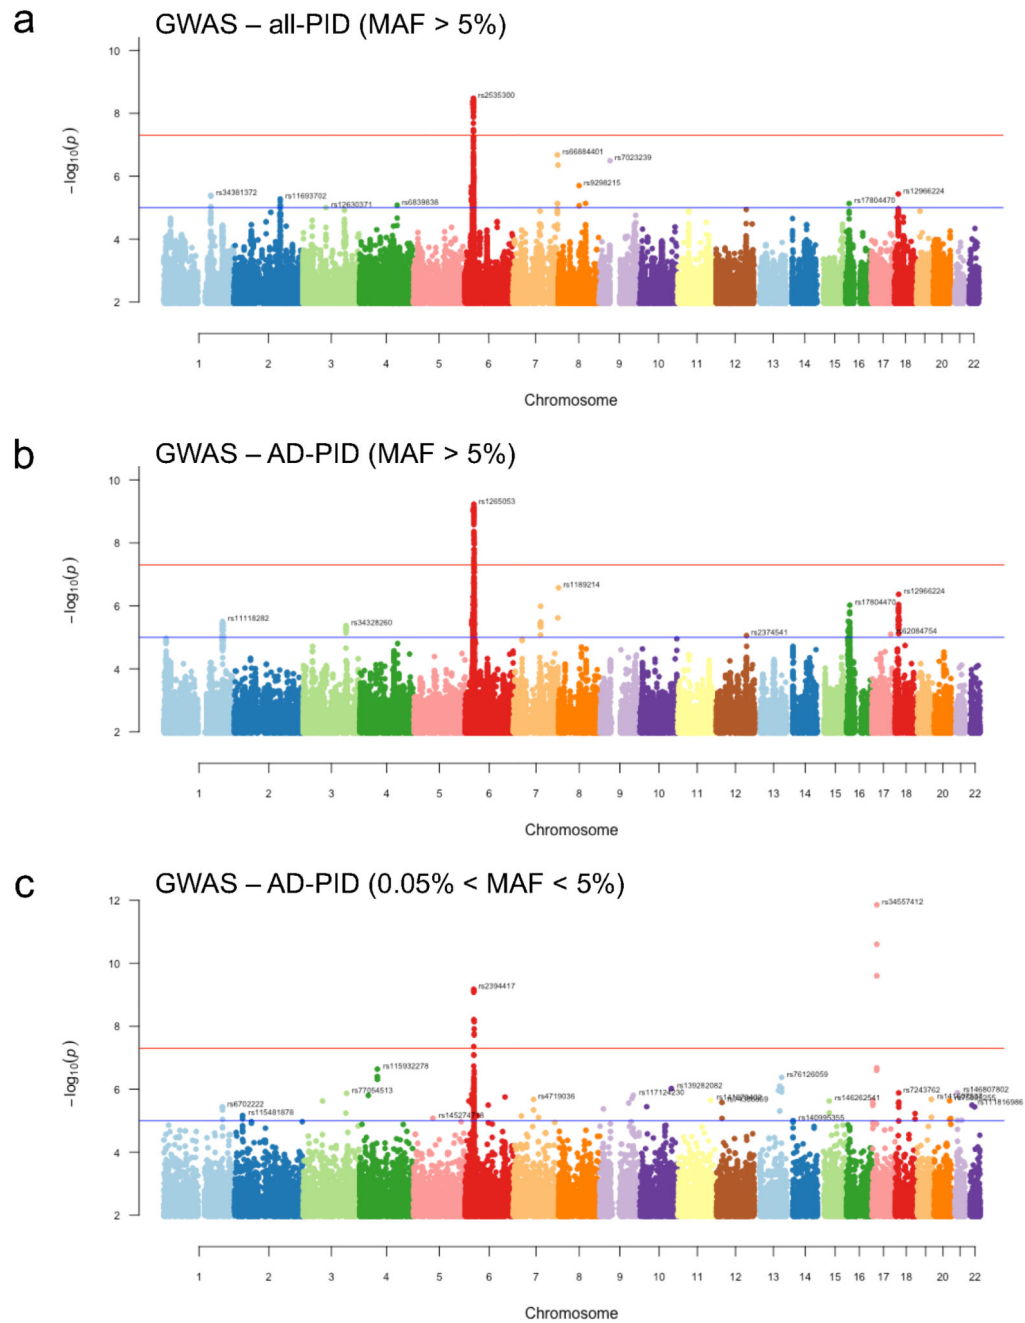 a
GWAS – all-PID (MAF > 5%)
10
8
6
4
2
−log10(p)
rs2535300
rs66884401
rs7023239
rs9298215
rs34381372
rs11693702
rs12630371
rs6839838
rs17804470
rs12966224
1 2 3 4 5 6 7 8 9 10 11 12 13 14 15 16 17 18 20 22
Chromosome
b
GWAS – AD-PID (MAF > 5%)
10
8
6
4
2
−log10(p)
rs1265053
rs1189214
rs12966224
rs17804470
rs11118282
rs34328260
rs2374541
62084754
1 2 3 4 5 6 7 8 9 10 11 12 13 14 15 16 17 18 20 22
Chromosome
c
GWAS – AD-PID (0.05% < MAF < 5%)
12
10
8
6
4
2
−log10(p)
rs34557412
rs2394417
rs115932278
rs76126059
rs139282082
rs77054513
rs117124230
rs7243762
rs146807802
rs4719036
rs146262541
rs6702222
rs111816986
rs115481878
rs140995355
1 2 3 4 5 6 7 8 9 10 11 12 13 14 15 16 17 18 20 22
Chromosome